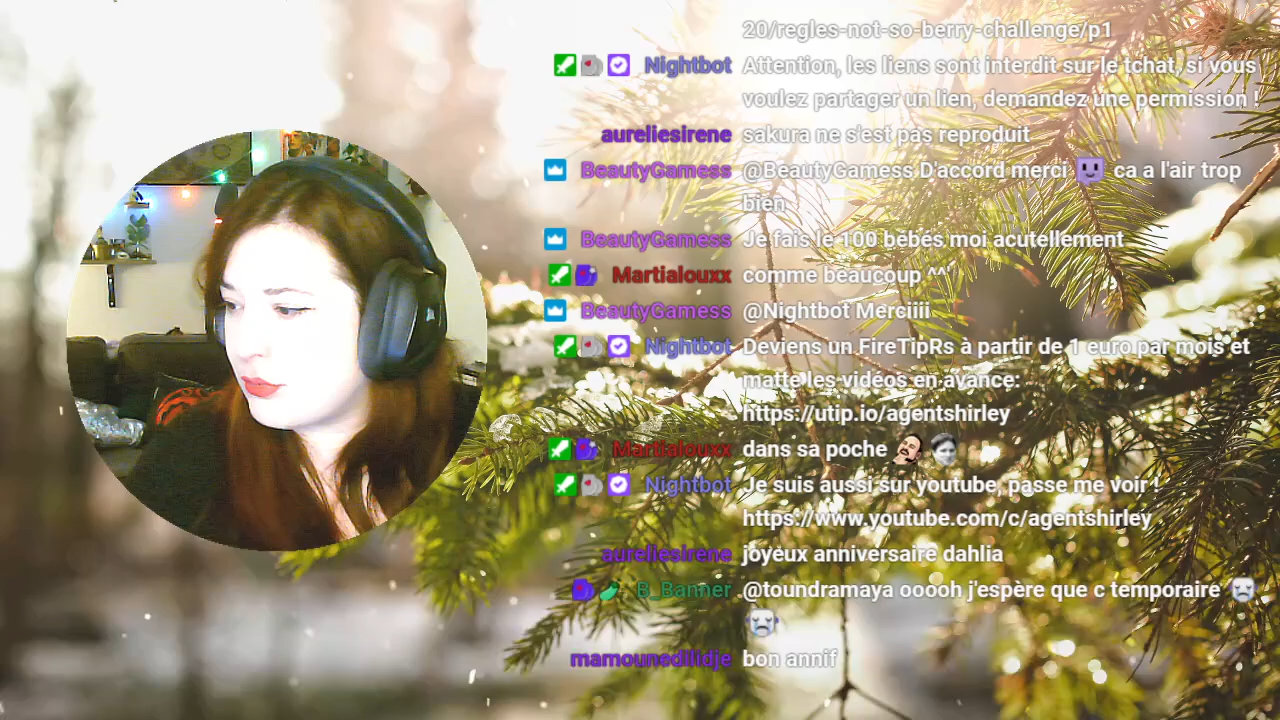 20/regles-not-so-berry-challenge/p1
Nightbot Attention, les liens sont interdit sur le tchat, si vous
voulez partager un lien, demandez une permission !
aureliesirene sakura ne s'est pas reproduit
BeautyGamess @BeautyGamess D'accord merci ca a l'air trop
bien
BeautyGamess Je fais le 100 bébés moi acutellement
Martialouxx comme beaucoup ^^'
BeautyGamess @Nightbot Merciiii
Nightbot Deviens un FireTipRs à partir de 1 euro par mois et
matte les vidéos en avance:
https://utip.io/agentshirley
Martialouxx dans sa poche
Nightbot Je suis aussi sur youtube, passe me voir !
https://www.youtube.com/c/agentshirley
aureliesirene joyeux anniversaire dahlia
B_Banner @toundramaya ooooh j'espère que c temporaire
mamounedilidje bon annif